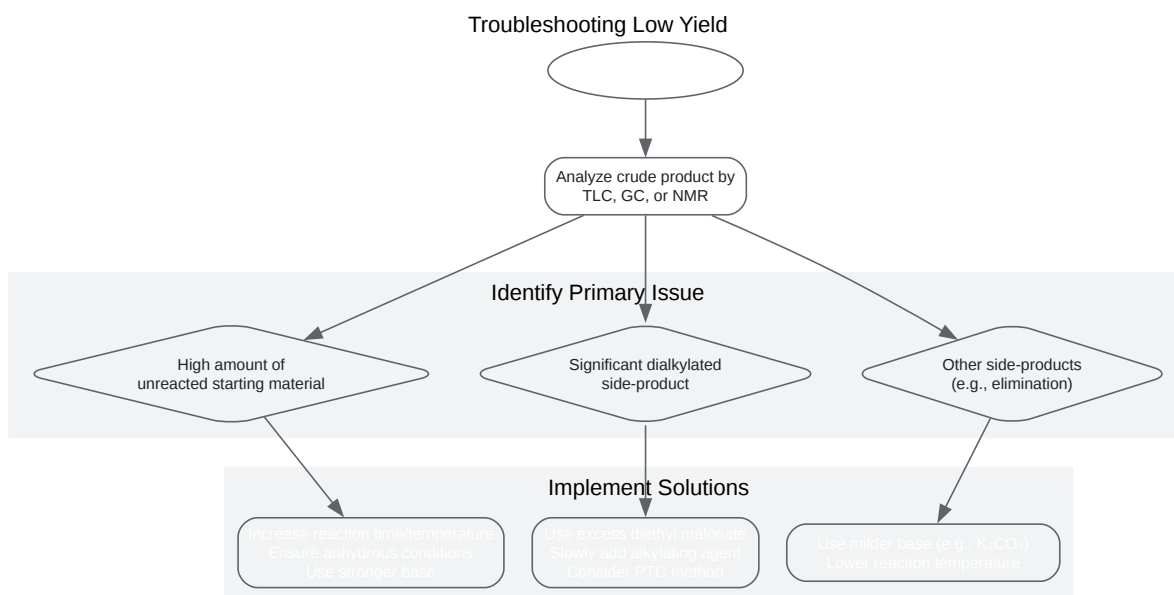 Troubleshooting Low Yield
Analyze crude product by
TLC, GC, or NMR
Identify Primary Issue
High amount of
unreacted starting material
Significant dialkylated
side-product
Other side-products
(e.g., elimination)
Implement Solutions
Increase reaction time/temperature
Ensure anhydrous conditions
Use stronger base
Use excess diethyl malonate
Slowly add alkylating agent
Consider PTC method
Use milder base (e.g., K₂CO₃)
Lower reaction temperature